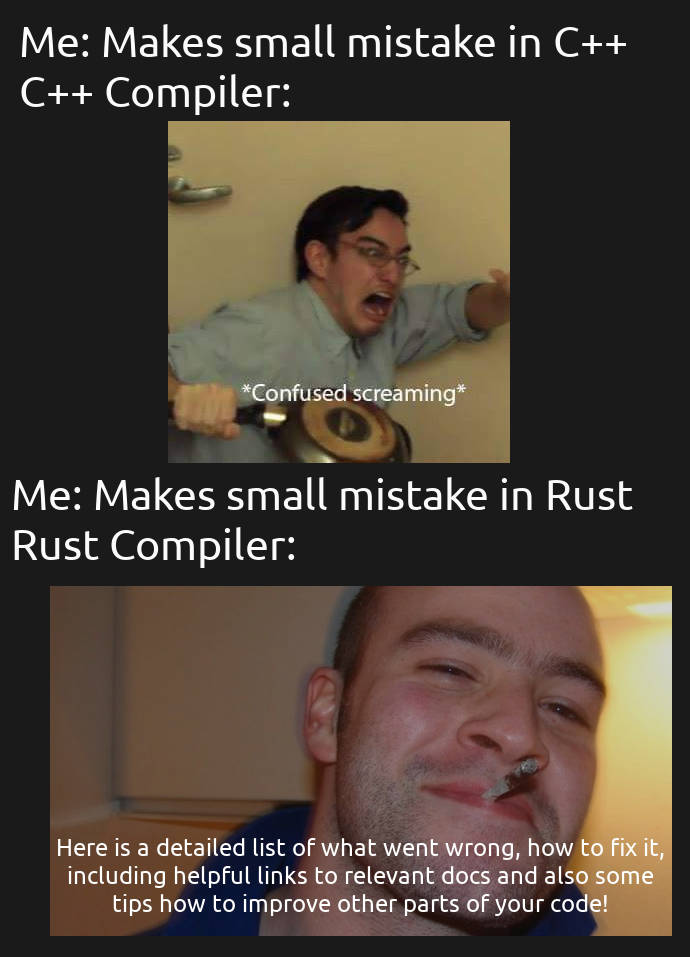 Me: Makes small mistake in C++
C++ Compiler:
*Confused screaming*
Me: Makes small mistake in Rust
Rust Compiler:
Here is a detailed list of what went wrong, how to fix it,
including helpful links to relevant docs and also some
tips how to improve other parts of your code!